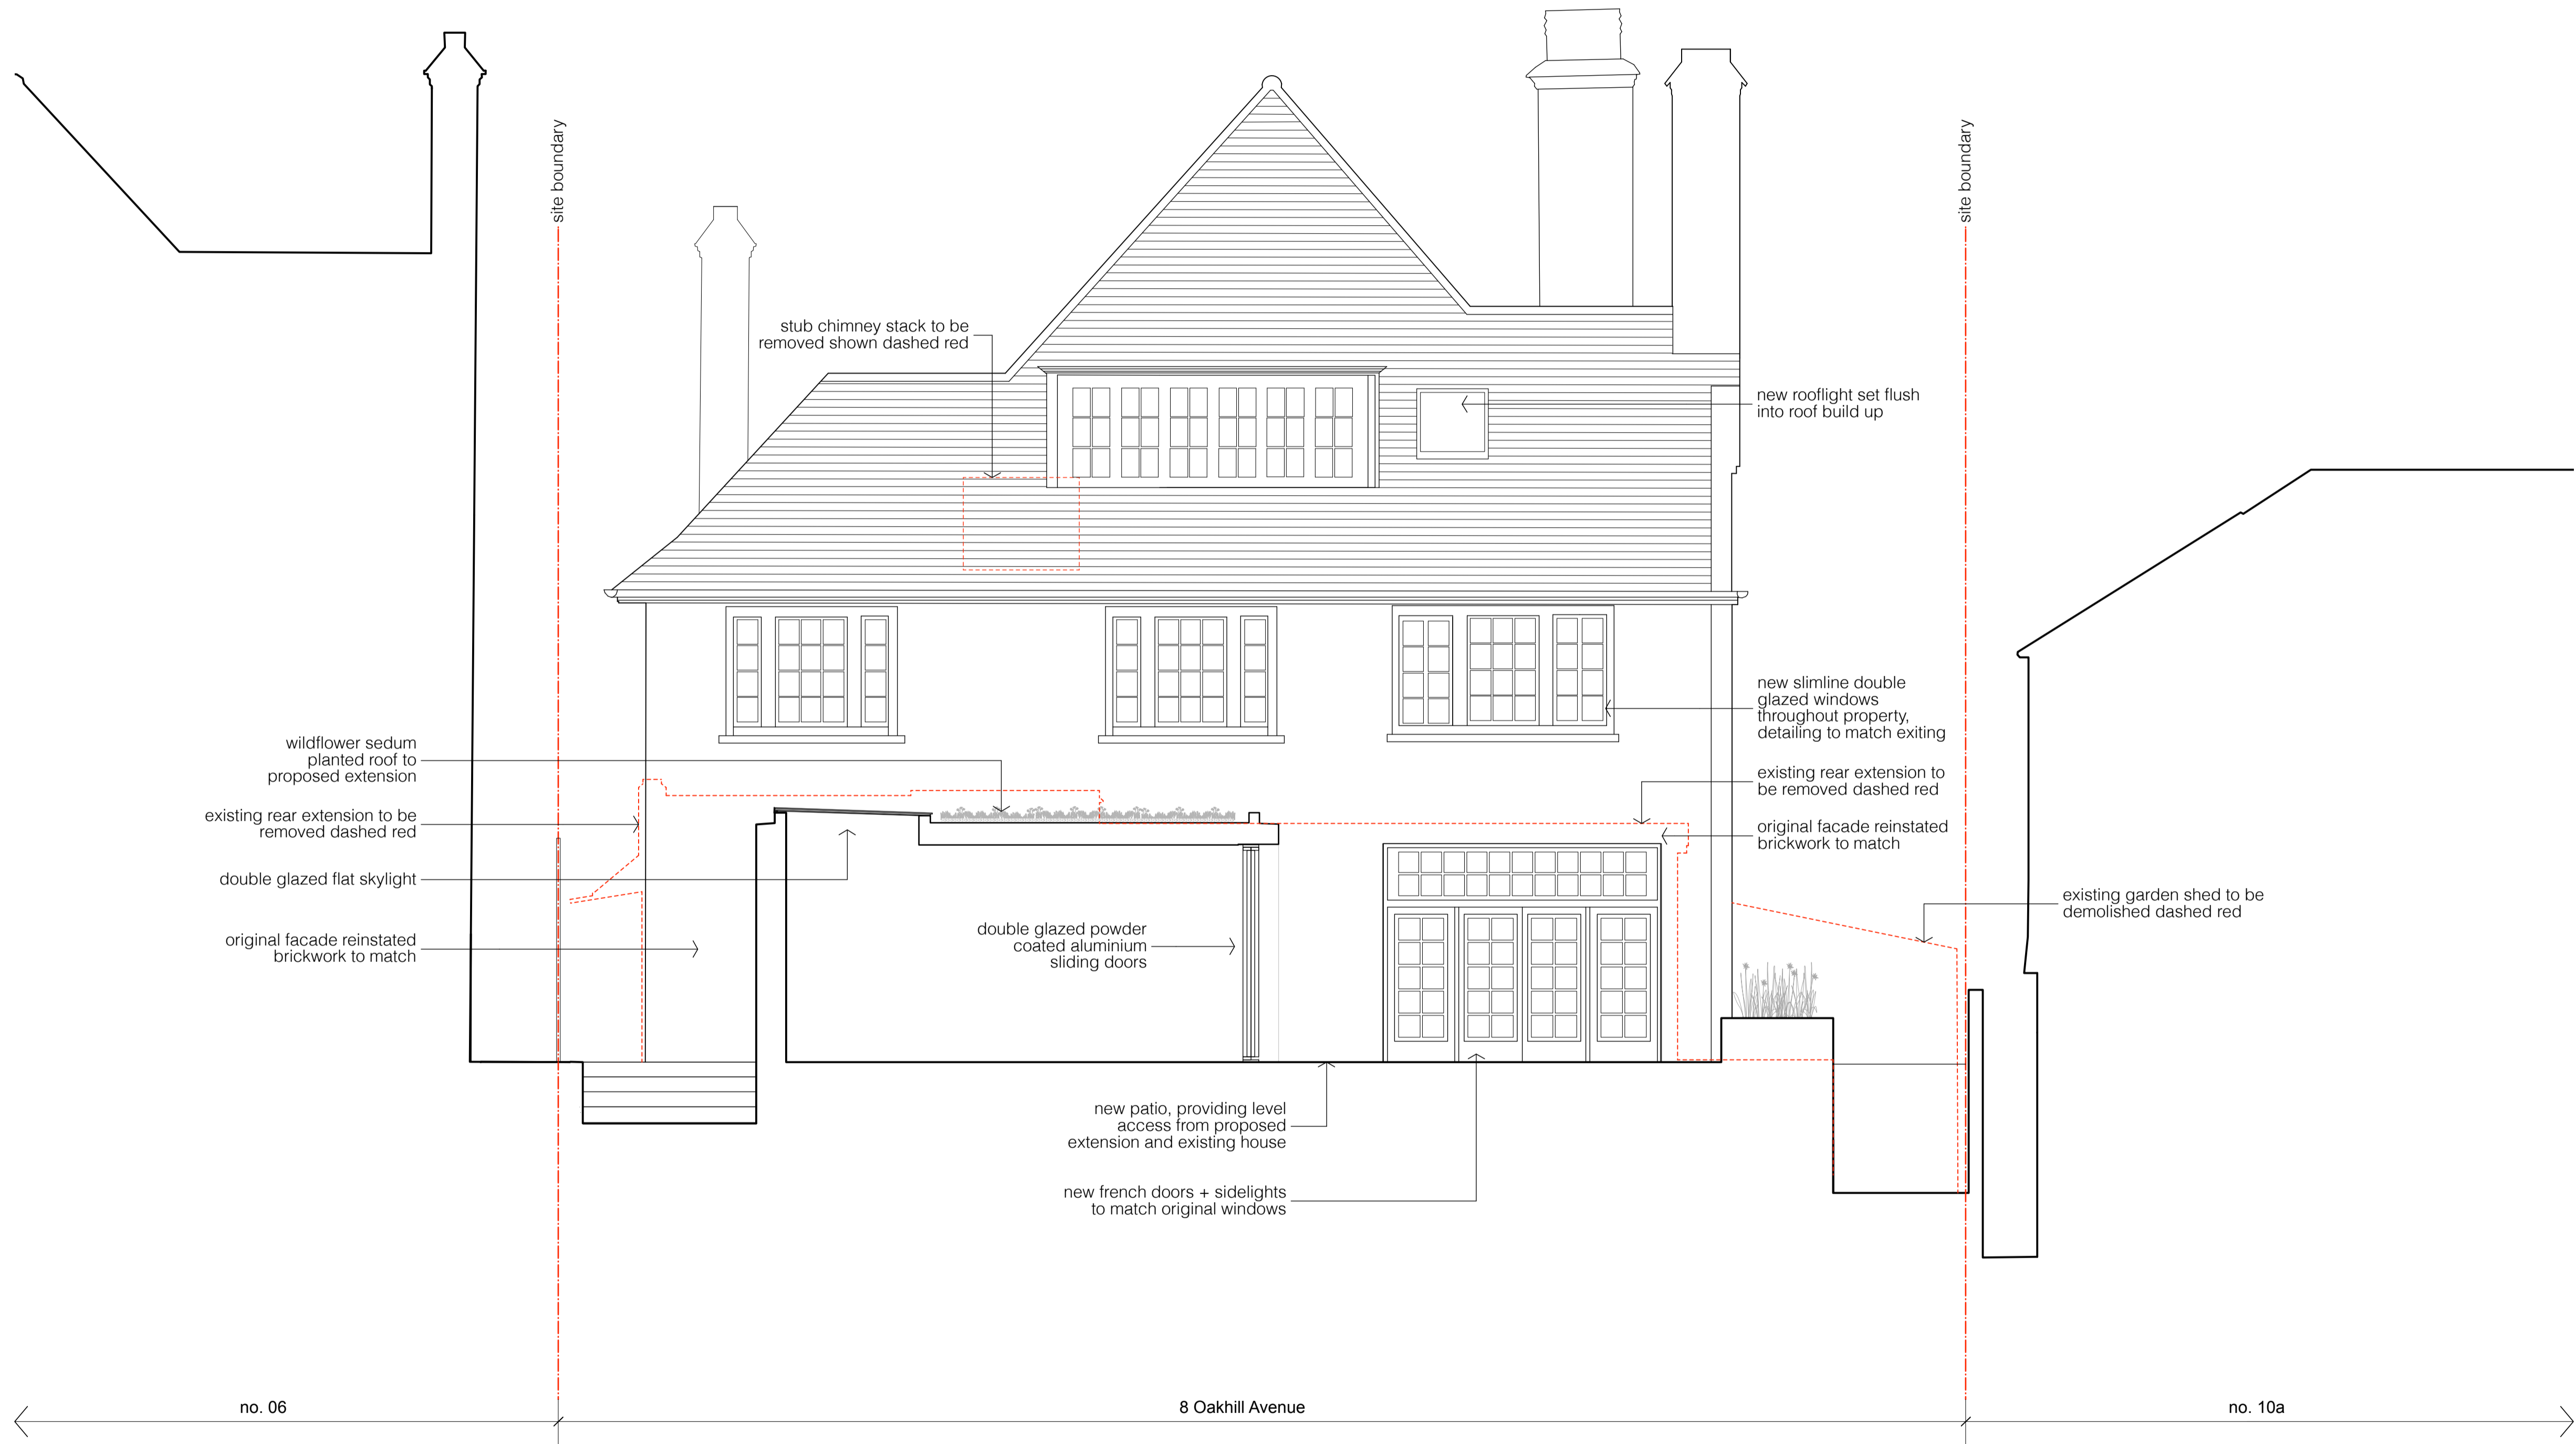 site boundary
site boundary
stub chimney stack to be
removed shown dashed red
new rooflight set flush
into roof build up
new slimline double
glazed windows
throughout property,
detailing to match exiting
wildflower sedum
planted roof to
proposed extension
existing rear extension to
be removed dashed red
existing rear extension to be
removed dashed red
original facade reinstated
brickwork to match
double glazed flat skylight
existing garden shed to be
demolished dashed red
double glazed powder
coated aluminium
sliding doors
original facade reinstated
brickwork to match
new patio, providing level
access from proposed
extension and existing house
new french doors + sidelights
to match original windows
no. 06
8 Oakhill Avenue
no. 10a